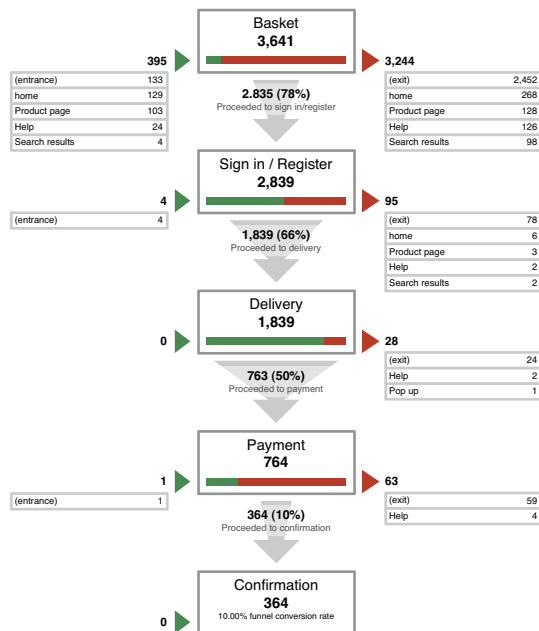 Basket
3,641
395
3,244
(entrance) 133
home 129
Product page 103
Help 24
Search results 4
(exit) 2,452
home 268
Product page 128
Help 126
Search results 98
2.835 (78%)
Proceeded to sign in/register
Sign in / Register
2,839
4
95
(entrance) 4
(exit) 78
home 6
Product page 3
Help 2
Search results 2
1,839 (66%)
Proceeded to delivery
Delivery
1,839
0
28
(exit) 24
Help 2
Pop up 1
763 (50%)
Proceeded to payment
Payment
764
1
63
(entrance) 1
(exit) 59
Help 4
364 (10%)
Proceeded to confirmation
Confirmation
364
10.00% funnel conversion rate
0